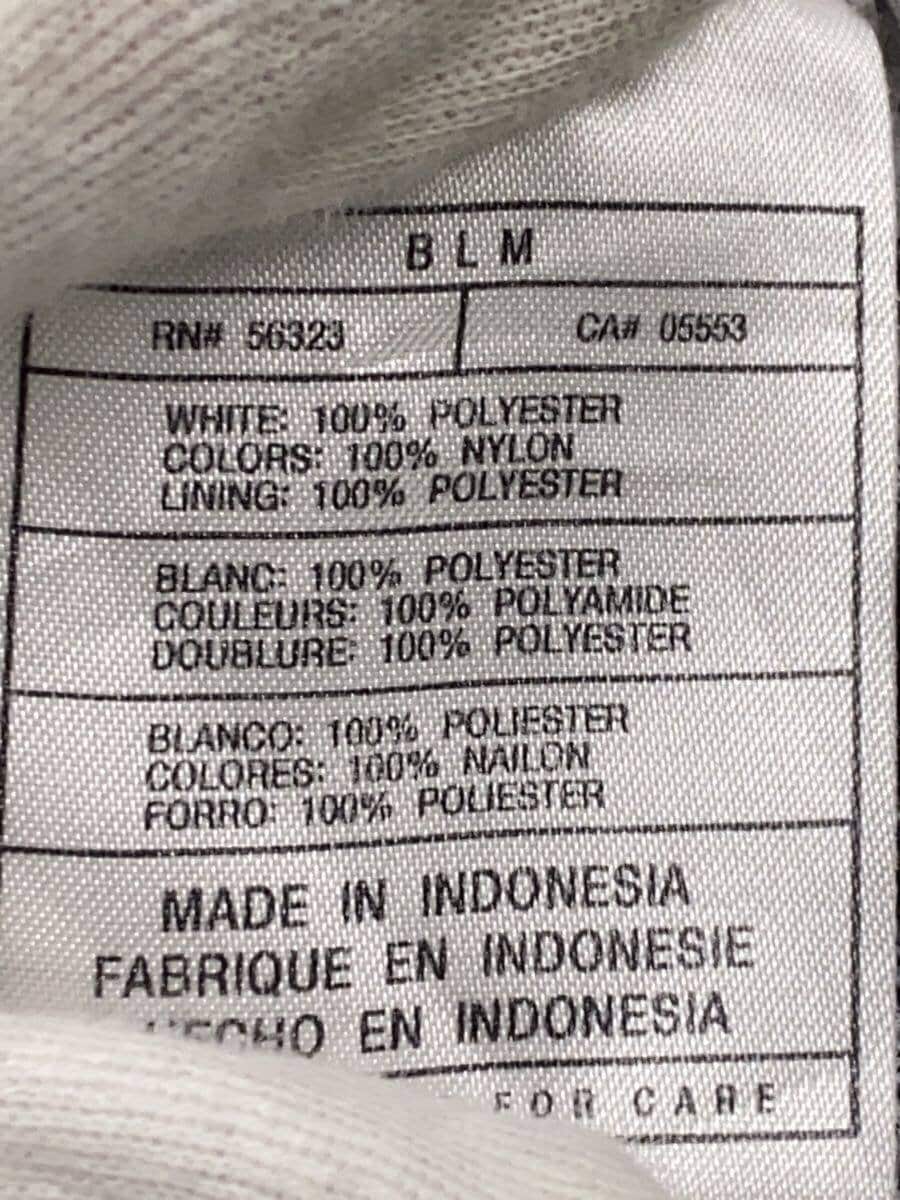 B L M
RN# 56323 CA# 05553
WHITE: 100% POLYESTER
COLORS: 100% NYLON
LINING: 100% POLYESTER
BLANC: 100% POLYESTER
COULEURS: 100% POLYAMIDE
DOUBLURE: 100% POLYESTER
BLANCO: 100% POLIESTER
COLORES: 100% NAILON
FORRO: 100% POLIESTER
MADE IN INDONESIA
FABRIQUE EN INDONESIE
HECHO EN INDONESIA
FOR CARE